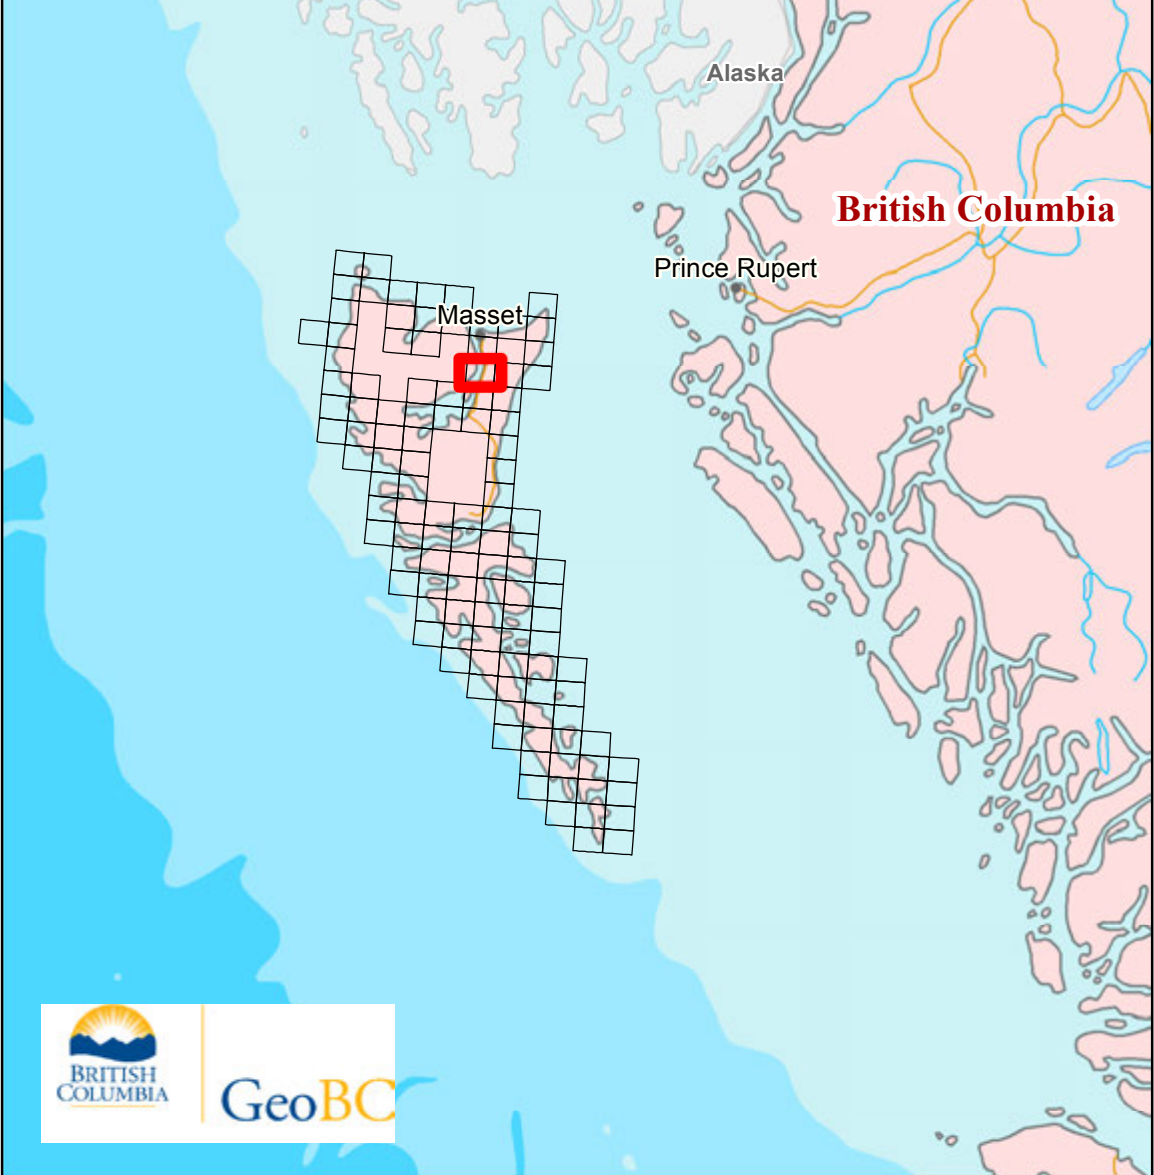 Alaska
British Columbia
Prince Rupert
Masset
BRITISH
COLUMBIA
GeoBC